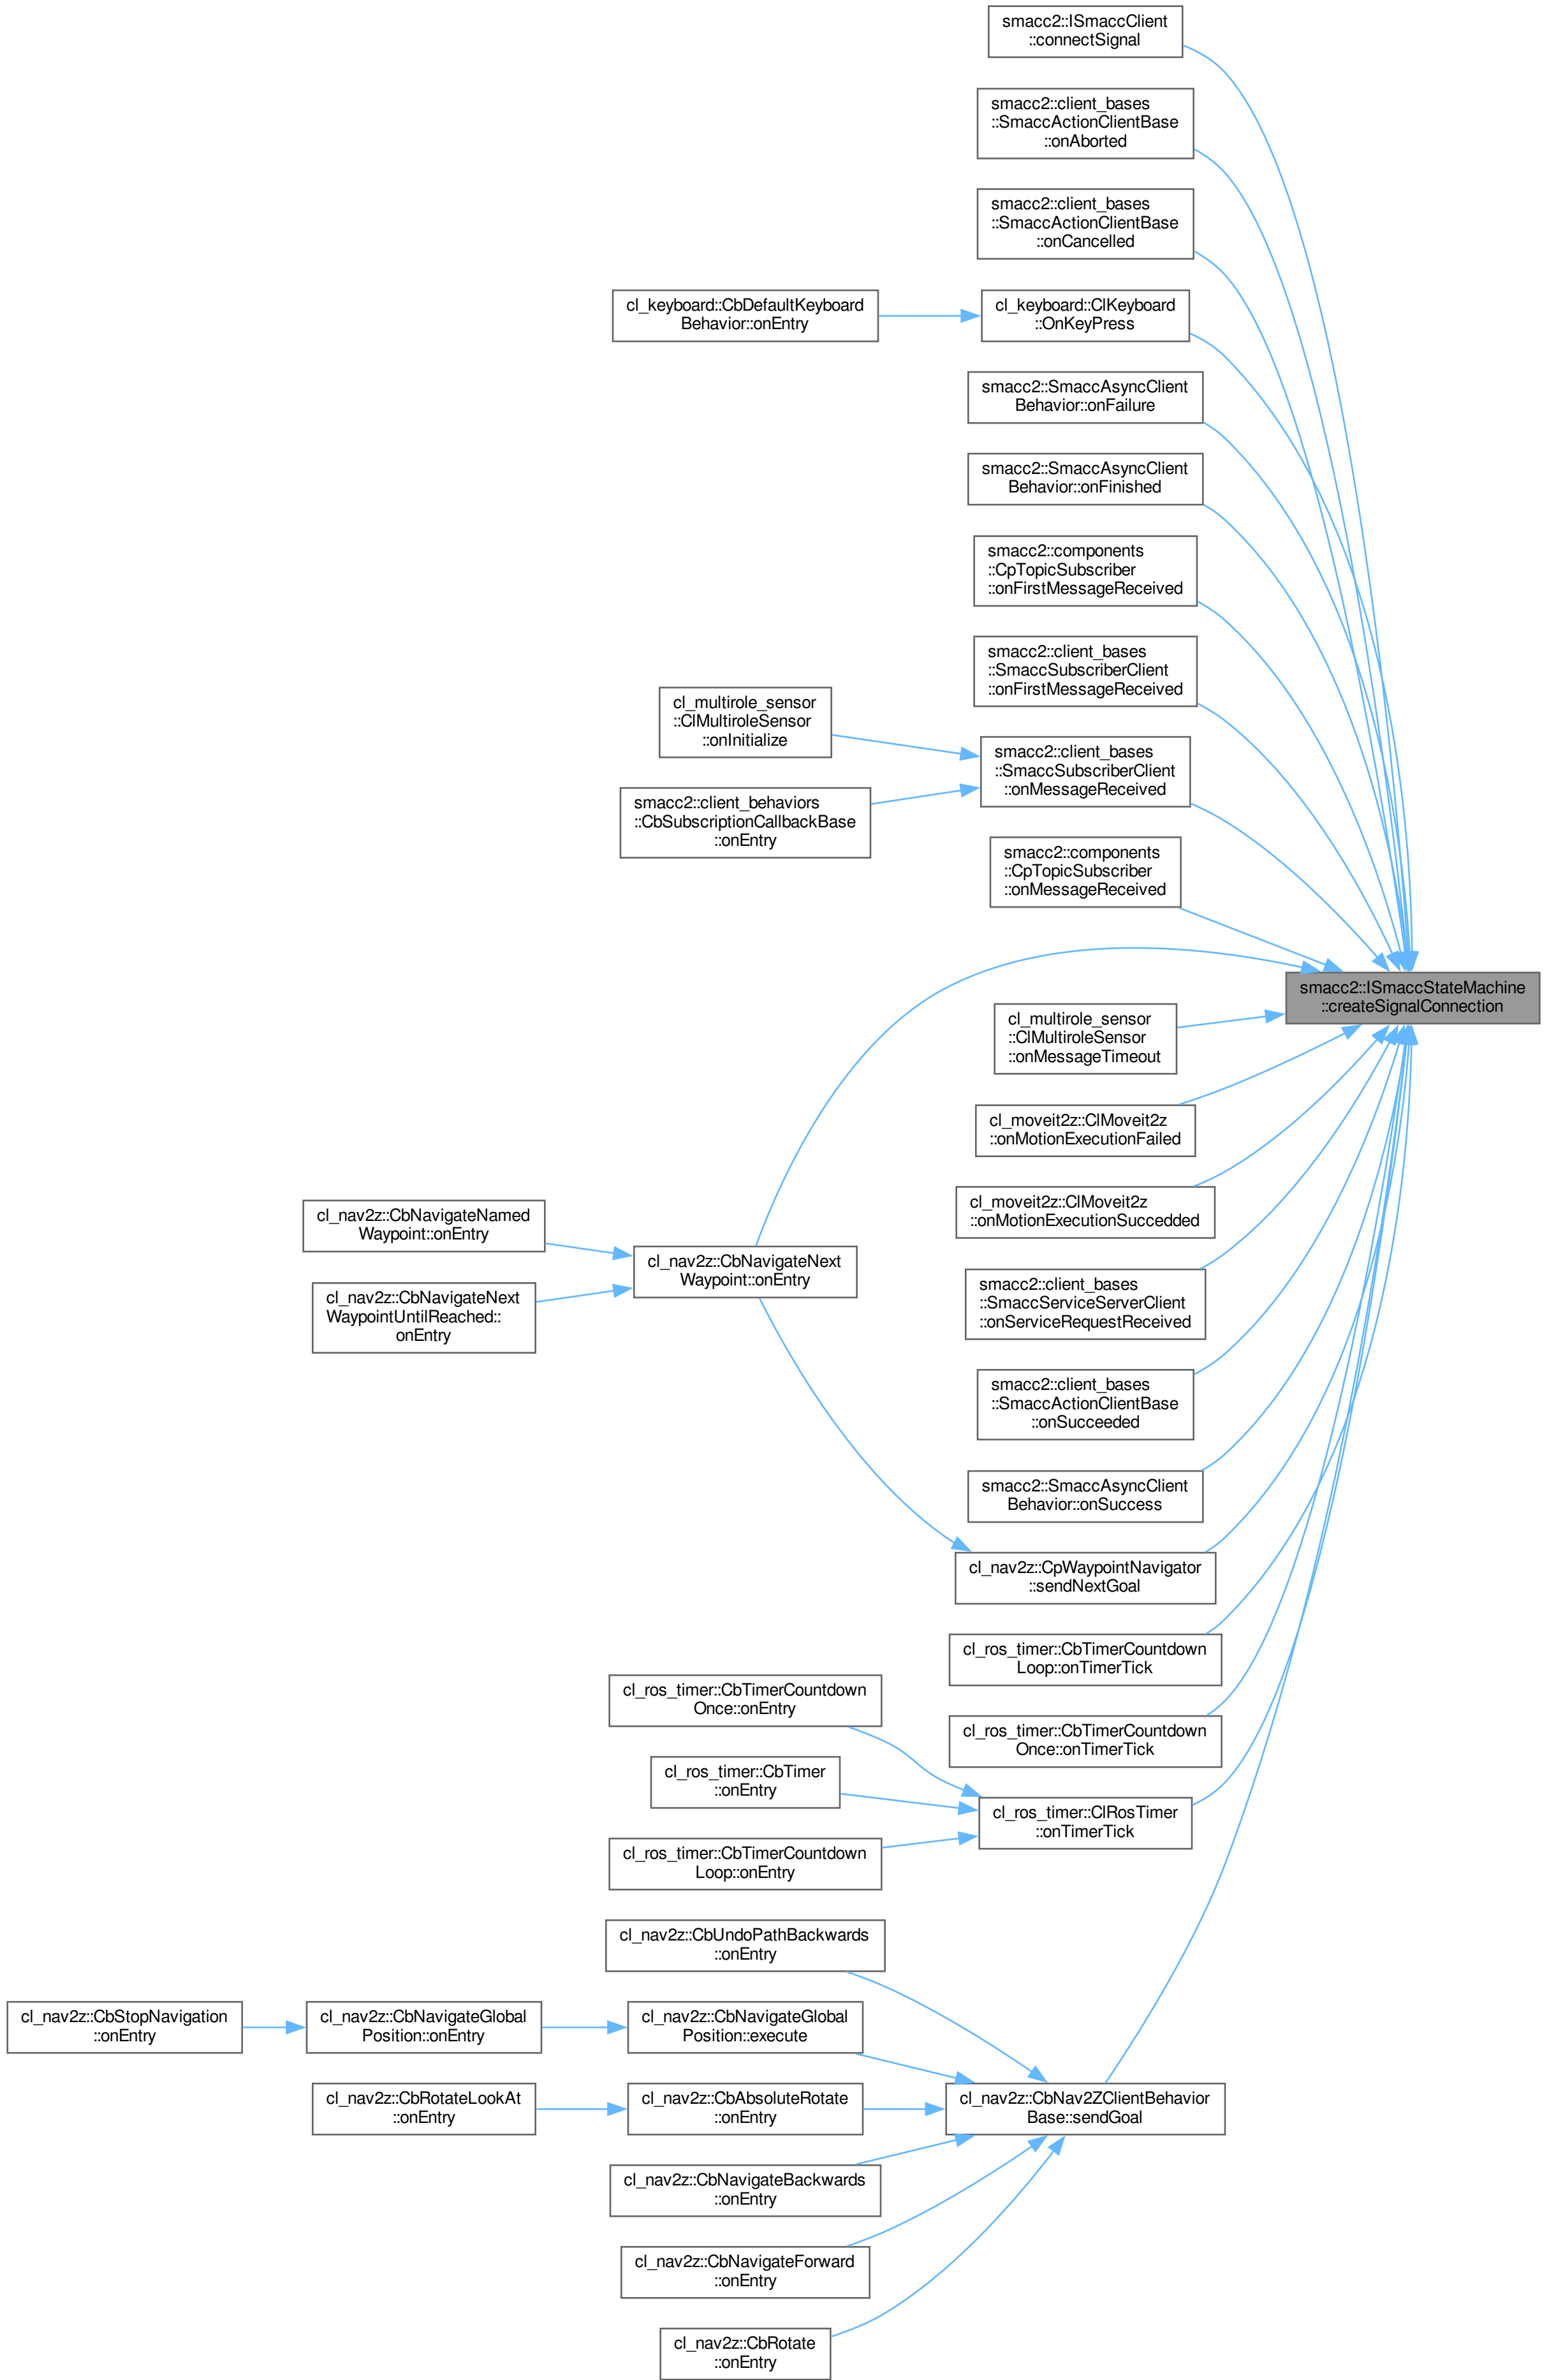 smacc2::ISmaccClient
::connectSignal
smacc2::client_bases
::SmaccActionClientBase
::onAborted
smacc2::client_bases
::SmaccActionClientBase
::onCancelled
cl_keyboard::CbDefaultKeyboard
Behavior::onEntry
cl_keyboard::ClKeyboard
::OnKeyPress
smacc2::SmaccAsyncClient
Behavior::onFailure
smacc2::SmaccAsyncClient
Behavior::onFinished
smacc2::components
::CpTopicSubscriber
::onFirstMessageReceived
smacc2::client_bases
::SmaccSubscriberClient
::onFirstMessageReceived
cl_multirole_sensor
::ClMultiroleSensor
::onInitialize
smacc2::client_bases
::SmaccSubscriberClient
::onMessageReceived
smacc2::client_behaviors
::CbSubscriptionCallbackBase
::onEntry
smacc2::components
::CpTopicSubscriber
::onMessageReceived
smacc2::ISmaccStateMachine
::createSignalConnection
cl_multirole_sensor
::ClMultiroleSensor
::onMessageTimeout
cl_moveit2z::ClMoveit2z
::onMotionExecutionFailed
cl_moveit2z::ClMoveit2z
::onMotionExecutionSuccedded
cl_nav2z::CbNavigateNamed
Waypoint::onEntry
cl_nav2z::CbNavigateNext
Waypoint::onEntry
cl_nav2z::CbNavigateNext
WaypointUntilReached::
onEntry
smacc2::client_bases
::SmaccServiceServerClient
::onServiceRequestReceived
smacc2::client_bases
::SmaccActionClientBase
::onSucceeded
smacc2::SmaccAsyncClient
Behavior::onSuccess
cl_nav2z::CpWaypointNavigator
::sendNextGoal
cl_ros_timer::CbTimerCountdown
Loop::onTimerTick
cl_ros_timer::CbTimerCountdown
Once::onEntry
cl_ros_timer::CbTimerCountdown
Once::onTimerTick
cl_ros_timer::CbTimer
::onEntry
cl_ros_timer::ClRosTimer
::onTimerTick
cl_ros_timer::CbTimerCountdown
Loop::onEntry
cl_nav2z::CbUndoPathBackwards
::onEntry
cl_nav2z::CbStopNavigation
::onEntry
cl_nav2z::CbNavigateGlobal
Position::onEntry
cl_nav2z::CbNavigateGlobal
Position::execute
cl_nav2z::CbRotateLookAt
::onEntry
cl_nav2z::CbAbsoluteRotate
::onEntry
cl_nav2z::CbNav2ZClientBehavior
Base::sendGoal
cl_nav2z::CbNavigateBackwards
::onEntry
cl_nav2z::CbNavigateForward
::onEntry
cl_nav2z::CbRotate
::onEntry